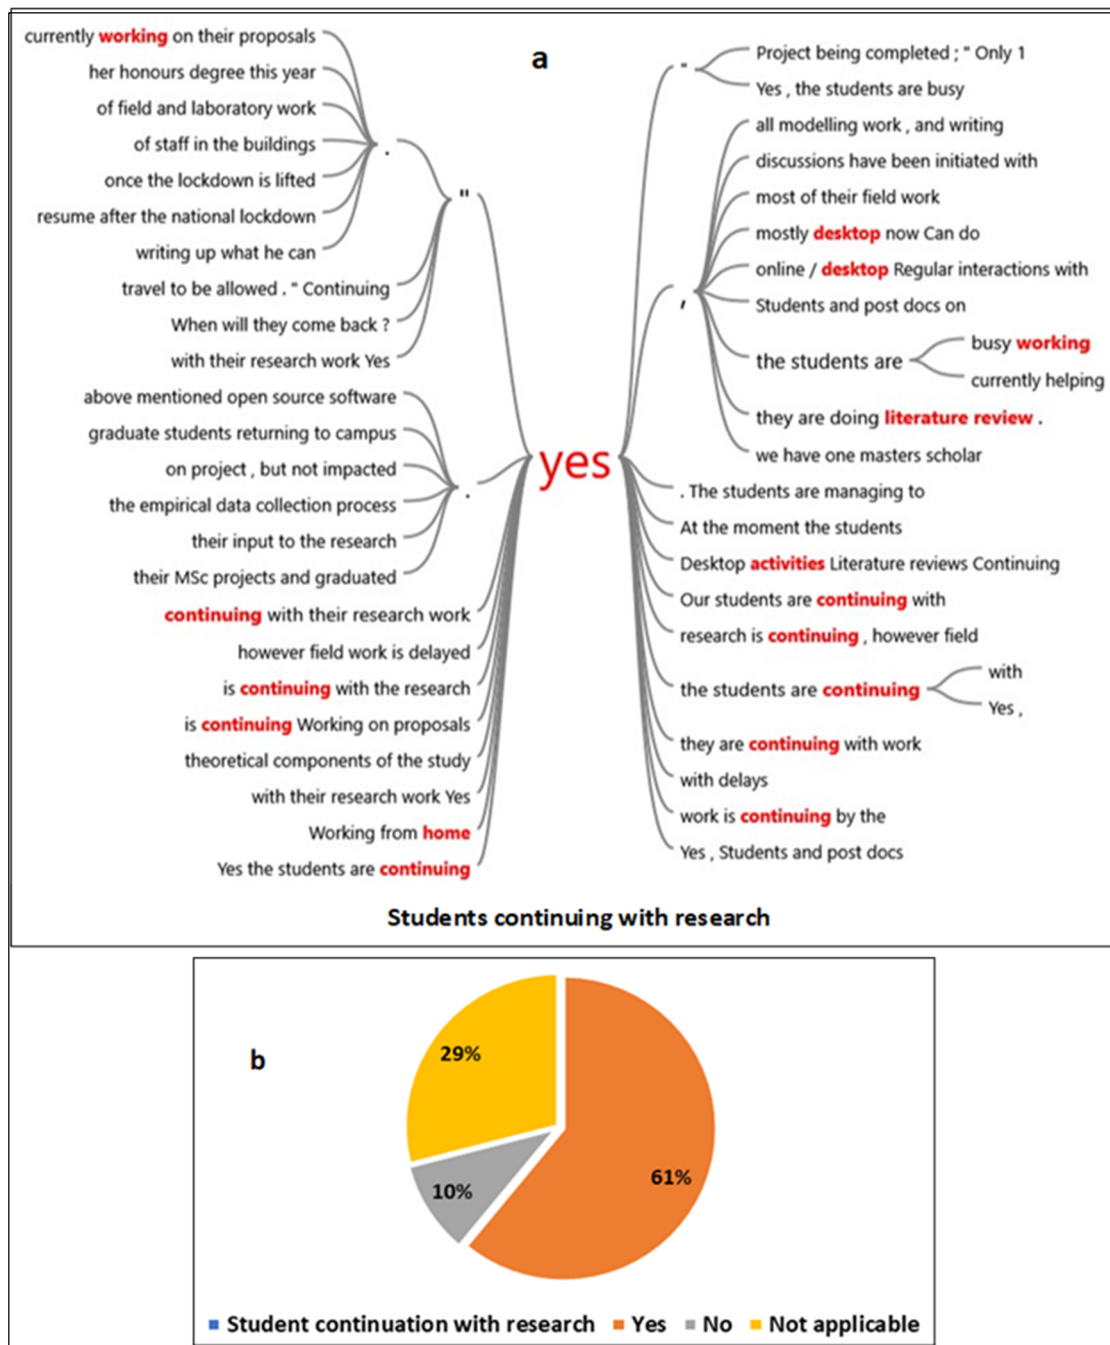 a
currently working on their proposals
her honours degree this year
of field and laboratory work
of staff in the buildings
once the lockdown is lifted
resume after the national lockdown
writing up what he can
.
"
travel to be allowed . " Continuing
When will they come back ?
with their research work Yes
above mentioned open source software
graduate students returning to campus
on project , but not impacted
the empirical data collection process
their input to the research
their MSc projects and graduated
.
continuing with their research work
however field work is delayed
is continuing with the research
is continuing Working on proposals
theoretical components of the study
with their research work Yes
Working from home
Yes the students are continuing
yes
"
Project being completed ; " Only 1
Yes , the students are busy
,
all modelling work , and writing
discussions have been initiated with
most of their field work
mostly desktop now Can do
online / desktop Regular interactions with
Students and post docs on
the students are
busy working
currently helping
they are doing literature review .
we have one masters scholar
. The students are managing to
At the moment the students
Desktop activities Literature reviews Continuing
Our students are continuing with
research is continuing , however field
the students are continuing
with
Yes ,
they are continuing with work
with delays
work is continuing by the
Yes , Students and post docs
Students continuing with research
b
29%
10%
61%
Student continuation with research Yes No Not applicable